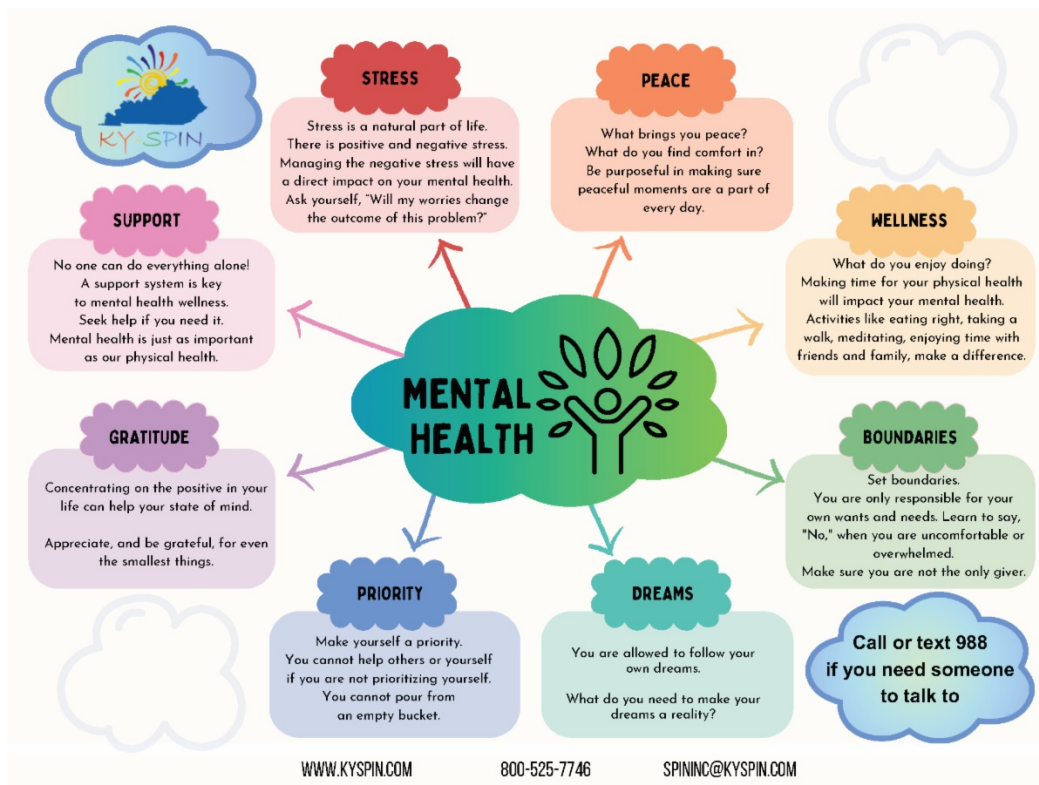 KY SPIN
STRESS
Stress is a natural part of life.
There is positive and negative stress.
Managing the negative stress will have
a direct impact on your mental health.
Ask yourself, "Will my worries change
the outcome of this problem?"
PEACE
What brings you peace?
What do you find comfort in?
Be purposeful in making sure
peaceful moments are a part of
every day.
SUPPORT
No one can do everything alone!
A support system is key
to mental health wellness.
Seek help if you need it.
Mental health is just as important
as our physical health.
WELLNESS
What do you enjoy doing?
Making time for your physical health
will impact your mental health.
Activities like eating right, taking a
walk, meditating, enjoying time with
friends and family, make a difference.
MENTAL
HEALTH
GRATITUDE
Concentrating on the positive in your
life can help your state of mind.
Appreciate, and be grateful, for even
the smallest things.
BOUNDARIES
Set boundaries.
You are only responsible for your
own wants and needs. Learn to say,
"No," when you are uncomfortable or
overwhelmed.
Make sure you are not the only giver.
PRIORITY
Make yourself a priority.
You cannot help others or yourself
if you are not prioritizing yourself.
You cannot pour from
an empty bucket.
DREAMS
You are allowed to follow your
own dreams.
What do you need to make your
dreams a reality?
Call or text 988
if you need someone
to talk to
WWW.KYSPIN.COM
800-525-7746
SPININC@KYSPIN.COM